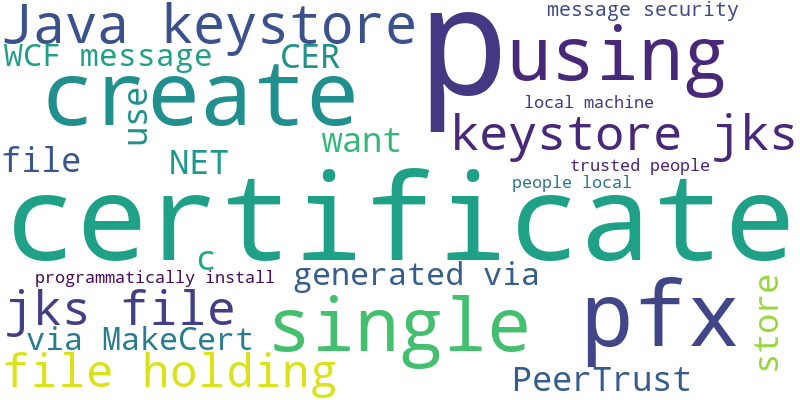 Java keystore
p
message security
WCF message
CER
using
create
use
local machine
keystore jks
want
file
NET
trusted people
people local
certificate
c
programmatically install
generated via
store
jks file
single
pfx
via MakeCert
file holding
PeerTrust